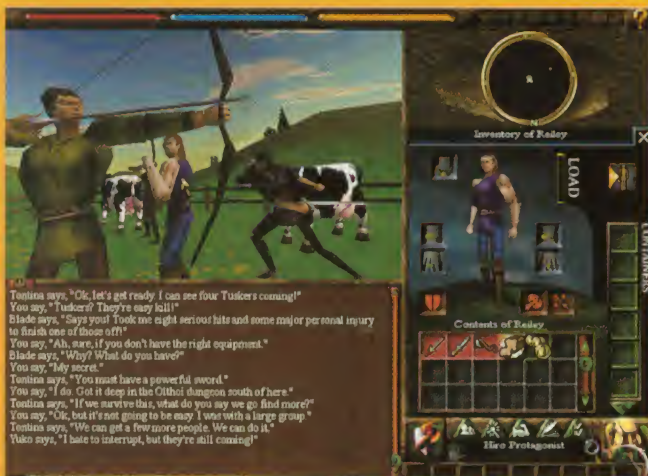 Inventory of Reiley
LOAD
CONTAINERS
Contents of Reiley
Hiro Protagonist
Tontina says, "Ok, let's get ready. I can see four Tuskers coming!"
You say, "Tuskers? They're easy kill!"
Blade says, "Says you! Took me eight serious hits and some major personal injury
to finish one of those off!"
You say, "Ah, sure, if you don't have the right equipment."
Blade says, "Why? What do you have?"
You say, "My secret."
Tontina says, "You must have a powerful sword."
You say, "I do. Got it deep in the Olthoi dungeon south of here."
Tontina says, "If we survive this, what do you say we go find more?"
You say, "Ok, but it's not going to be easy. I was with a large group."
Tontina says, "We can get a few more people. We can do it."
Yuko says, "I hate to interrupt, but they're still coming!"